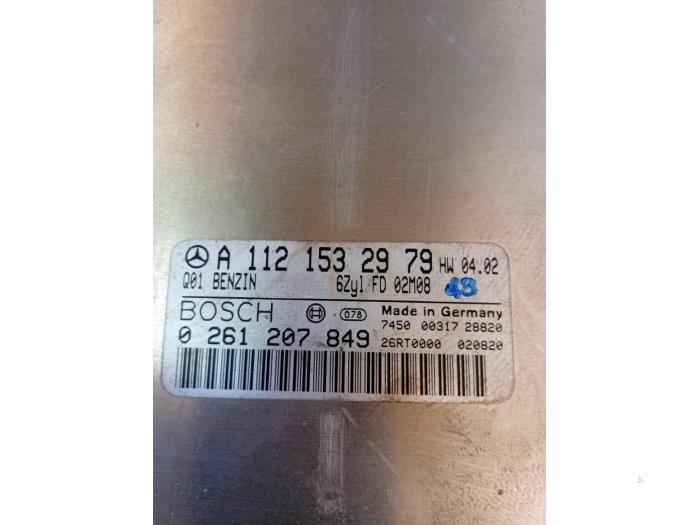 A 112 153 29 79 HW 04.02
Q01 BENZIN 6Zyl FD 02M08
BOSCH 078 Made in Germany
7450 00317 28820
0 261 207 849 26RT0000 020820